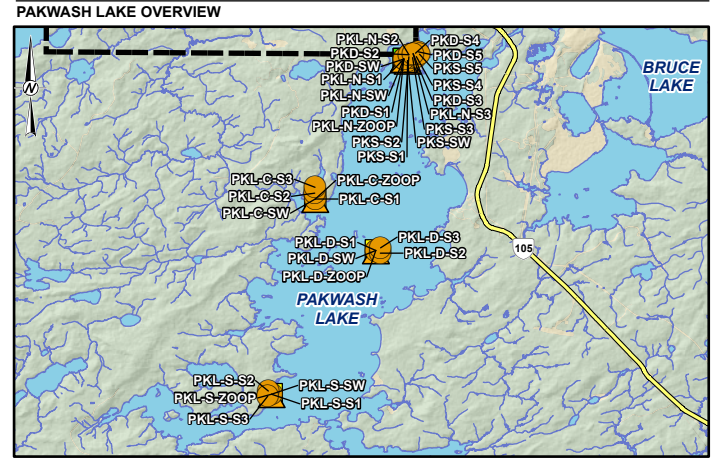 PAKWASH LAKE OVERVIEW
N
PKL-N-S2
PKD-S4
PKD-S2
PKD-S5
PKD-SW
PKS-S5
PKL-N-S1
PKS-S4
PKL-N-SW
PKD-S3
PKD-S1
PKL-N-S3
PKL-N-ZOOP
PKS-S3
PKS-S2
PKS-SW
PKS-S1
BRUCE
LAKE
PKL-C-S3
PKL-C-ZOOP
PKL-C-S2
PKL-C-S1
PKL-C-SW
PKL-D-S1
PKL-D-S3
PKL-D-SW
PKL-D-S2
PKL-D-ZOOP
105
PAKWASH
LAKE
PKL-S-S2
PKL-S-SW
PKL-S-ZOOP
PKL-S-S1
PKL-S-S3